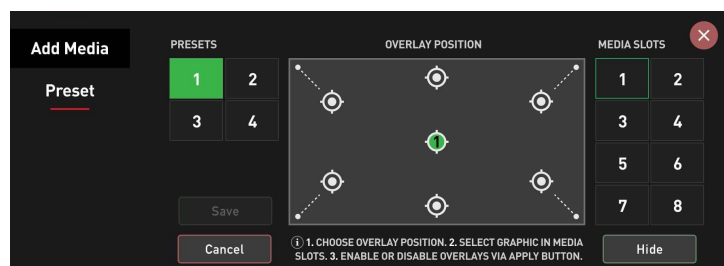 Add Media
Preset
PRESETS
1 2
3 4
Save
Cancel
OVERLAY POSITION
1
ⓘ 1. CHOOSE OVERLAY POSITION. 2. SELECT GRAPHIC IN MEDIA
SLOTS. 3. ENABLE OR DISABLE OVERLAYS VIA APPLY BUTTON.
MEDIA SLOTS
1 2
3 4
5 6
7 8
Hide